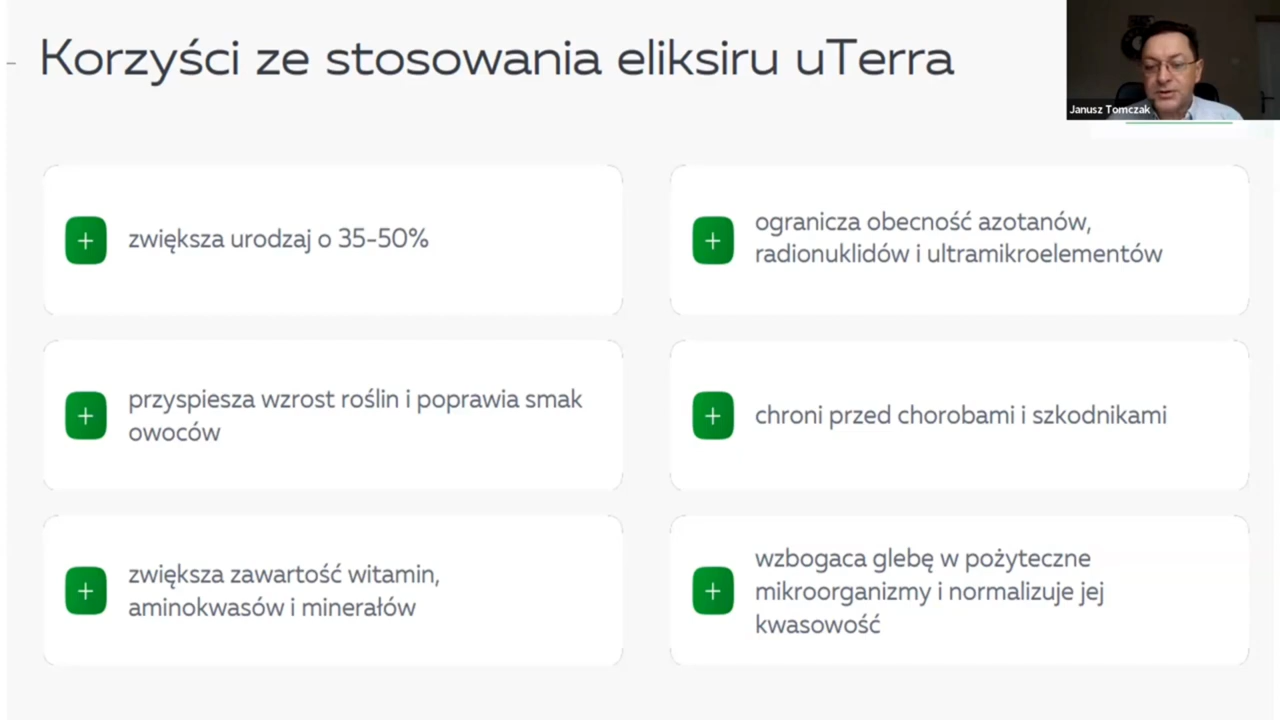 Korzyści ze stosowania eliksiru uTerra
Janusz Tomczak
zwiększa urodzaj o 35-50%
ogranicza obecność azotanów,
radionuklidów i ultramikroelementów
przyspiesza wzrost roślin i poprawia smak
owoców
chroni przed chorobami i szkodnikami
zwiększa zawartość witamin,
aminokwasów i minerałów
wzbogaca glebę w pożyteczne
mikroorganizmy i normalizuje jej
kwasowość